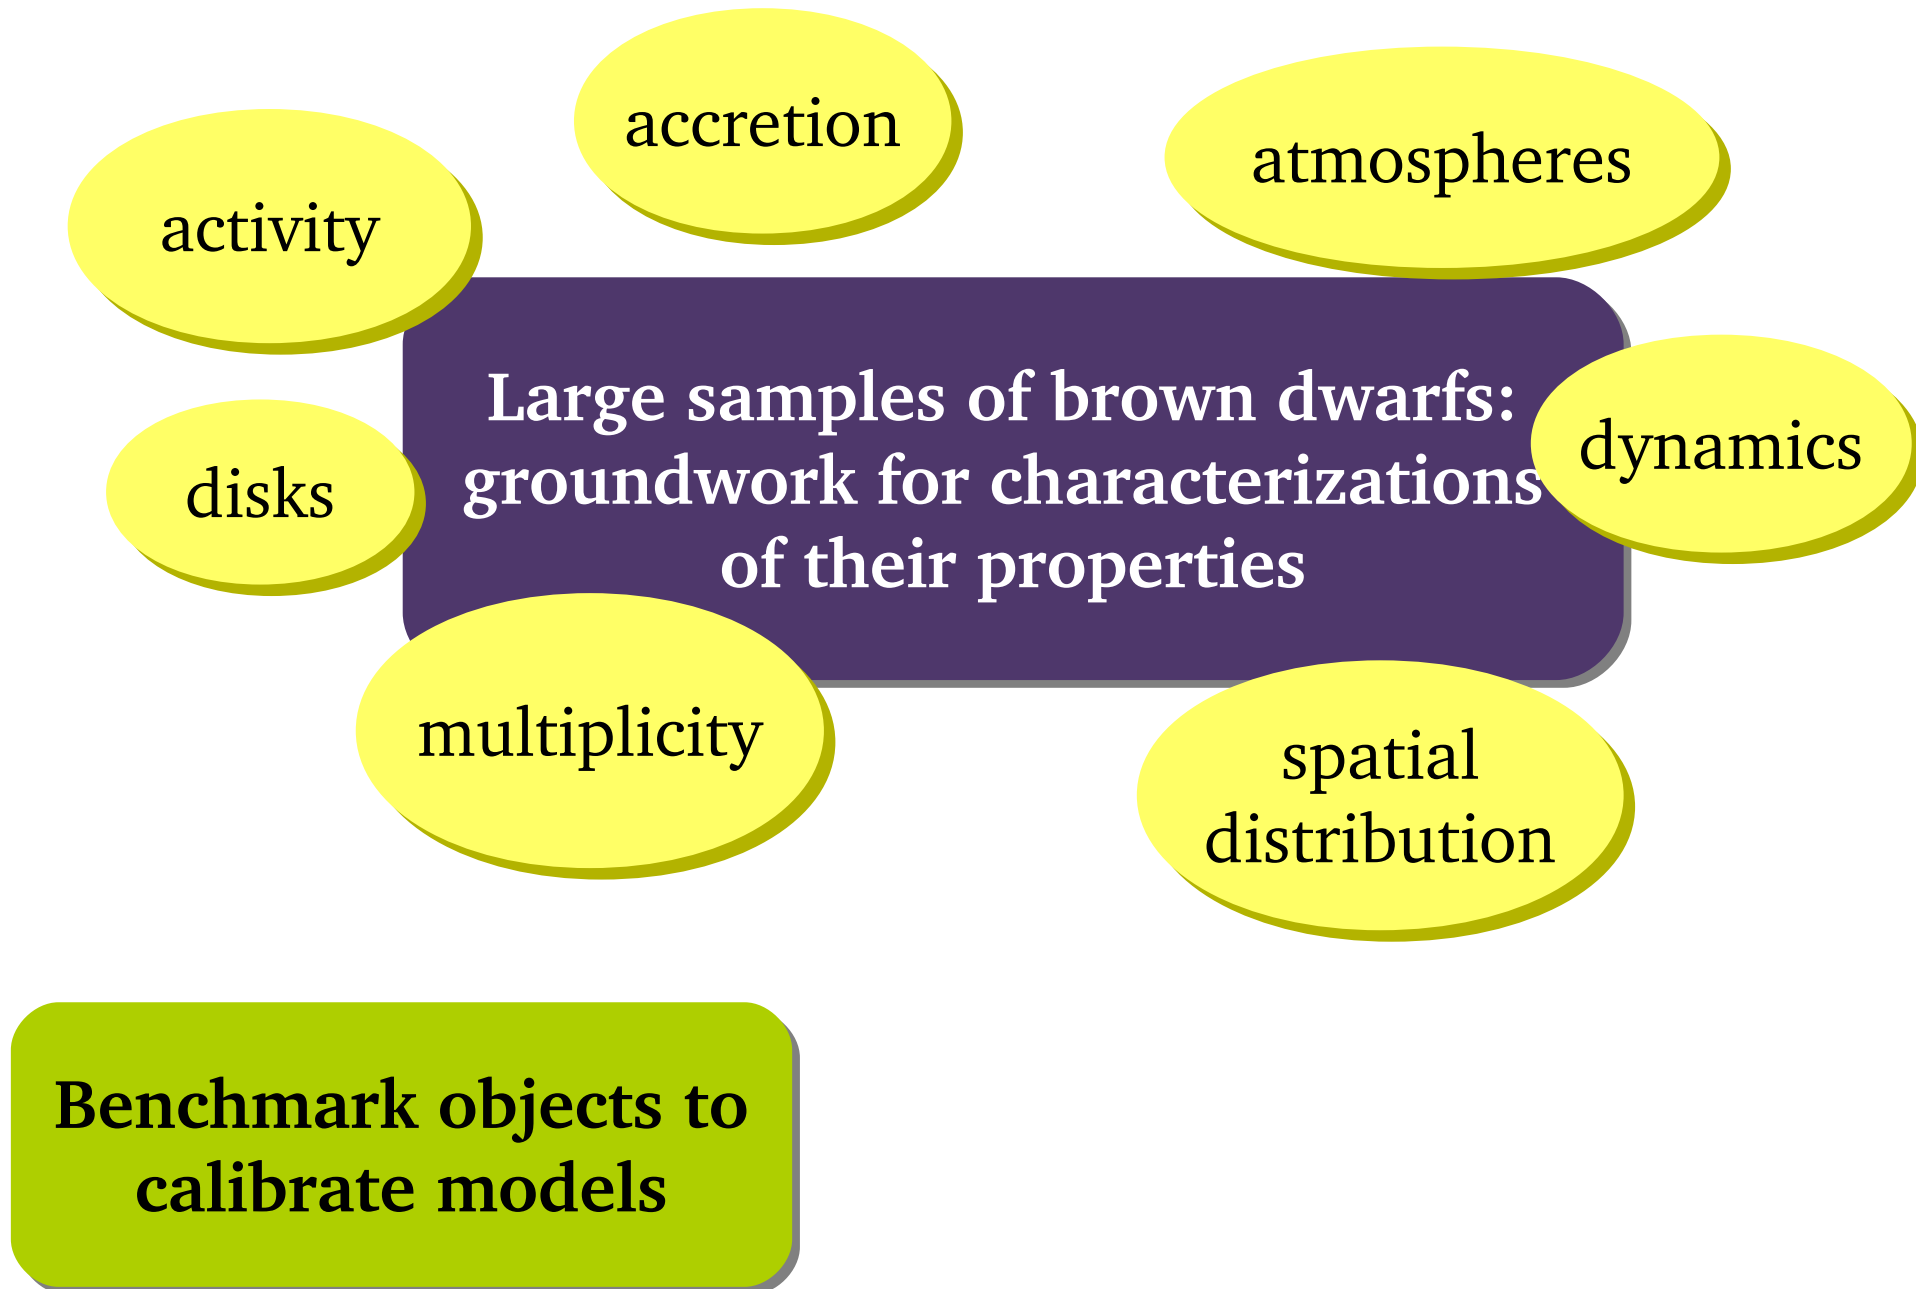 accretion
atmospheres
activity
Large samples of brown dwarfs:
groundwork for characterizations
of their properties
dynamics
disks
multiplicity
spatial
distribution
Benchmark objects to
calibrate models